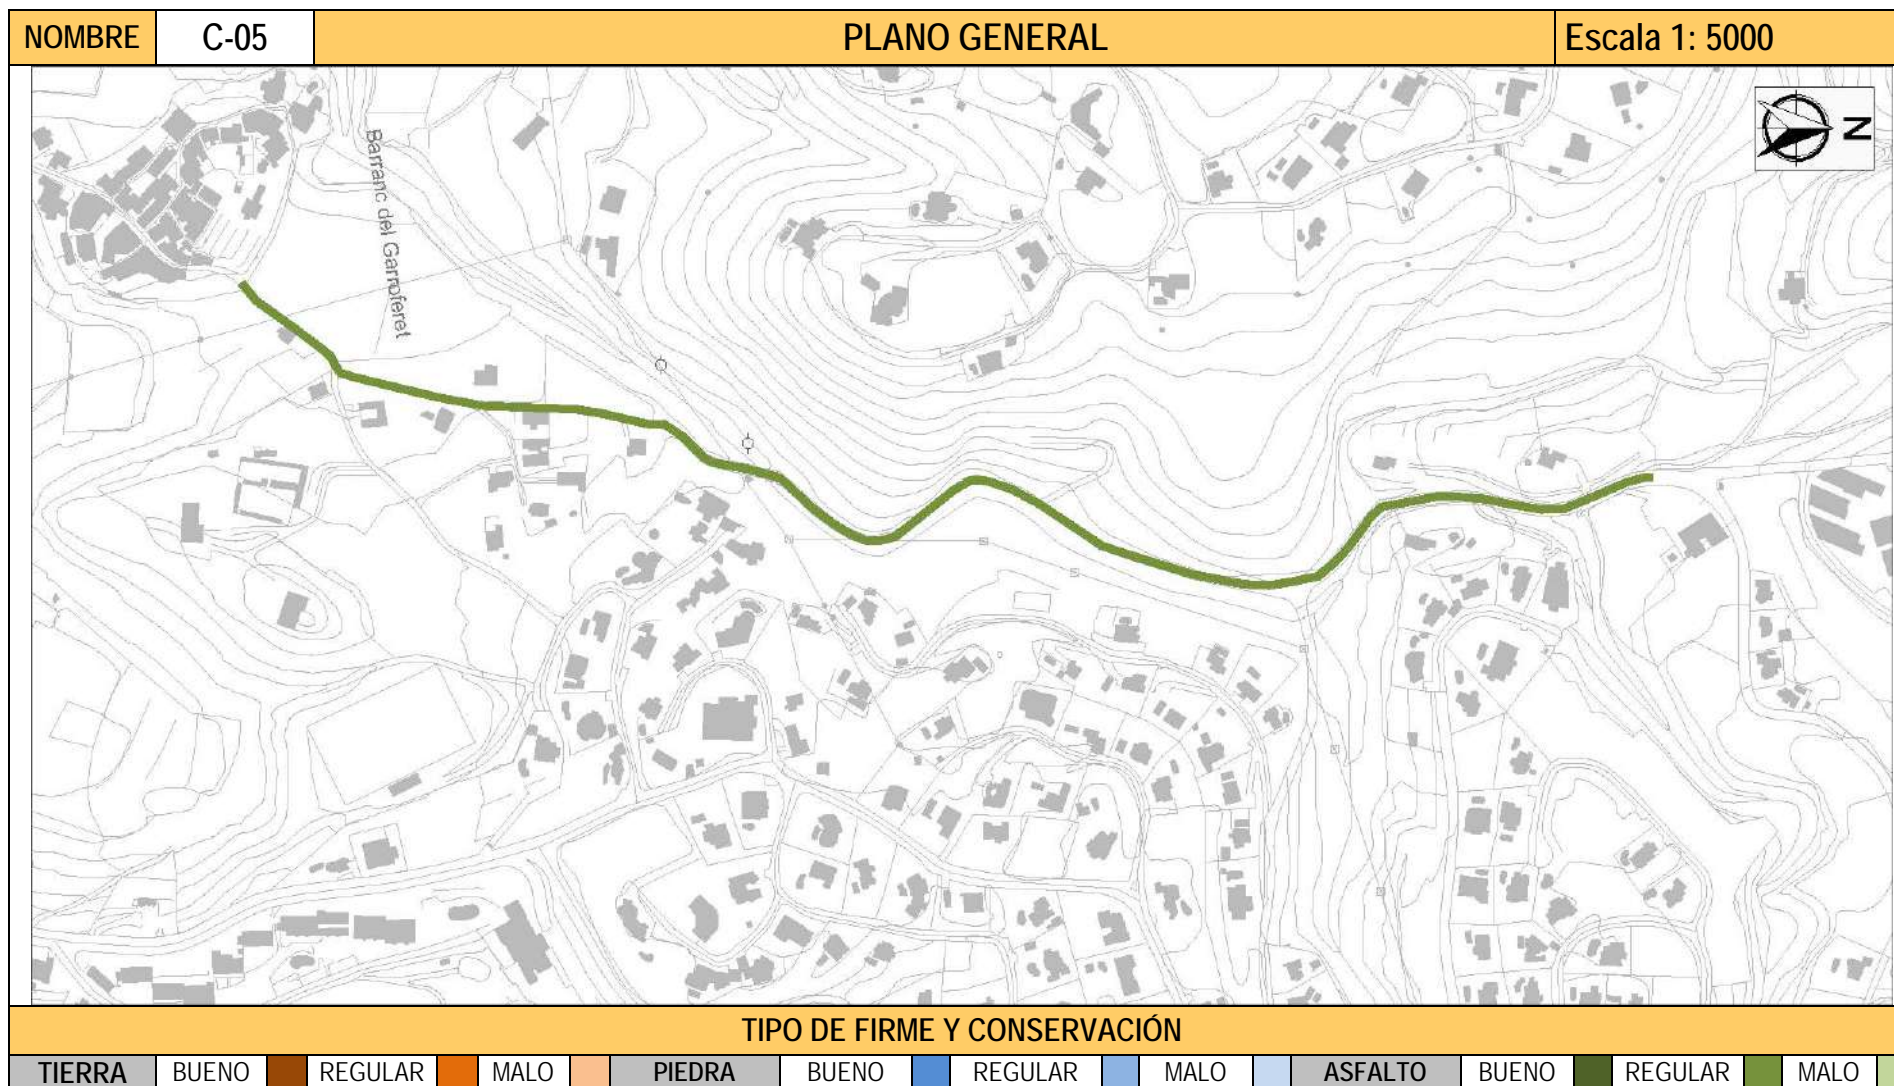 NOMBRE C-05 PLANO GENERAL Escala 1: 5000
Barranc del Garroferet
N
TIPO DE FIRME Y CONSERVACIÓN
TIERRA BUENO REGULAR MALO PIEDRA BUENO REGULAR MALO ASFALTO BUENO REGULAR MALO